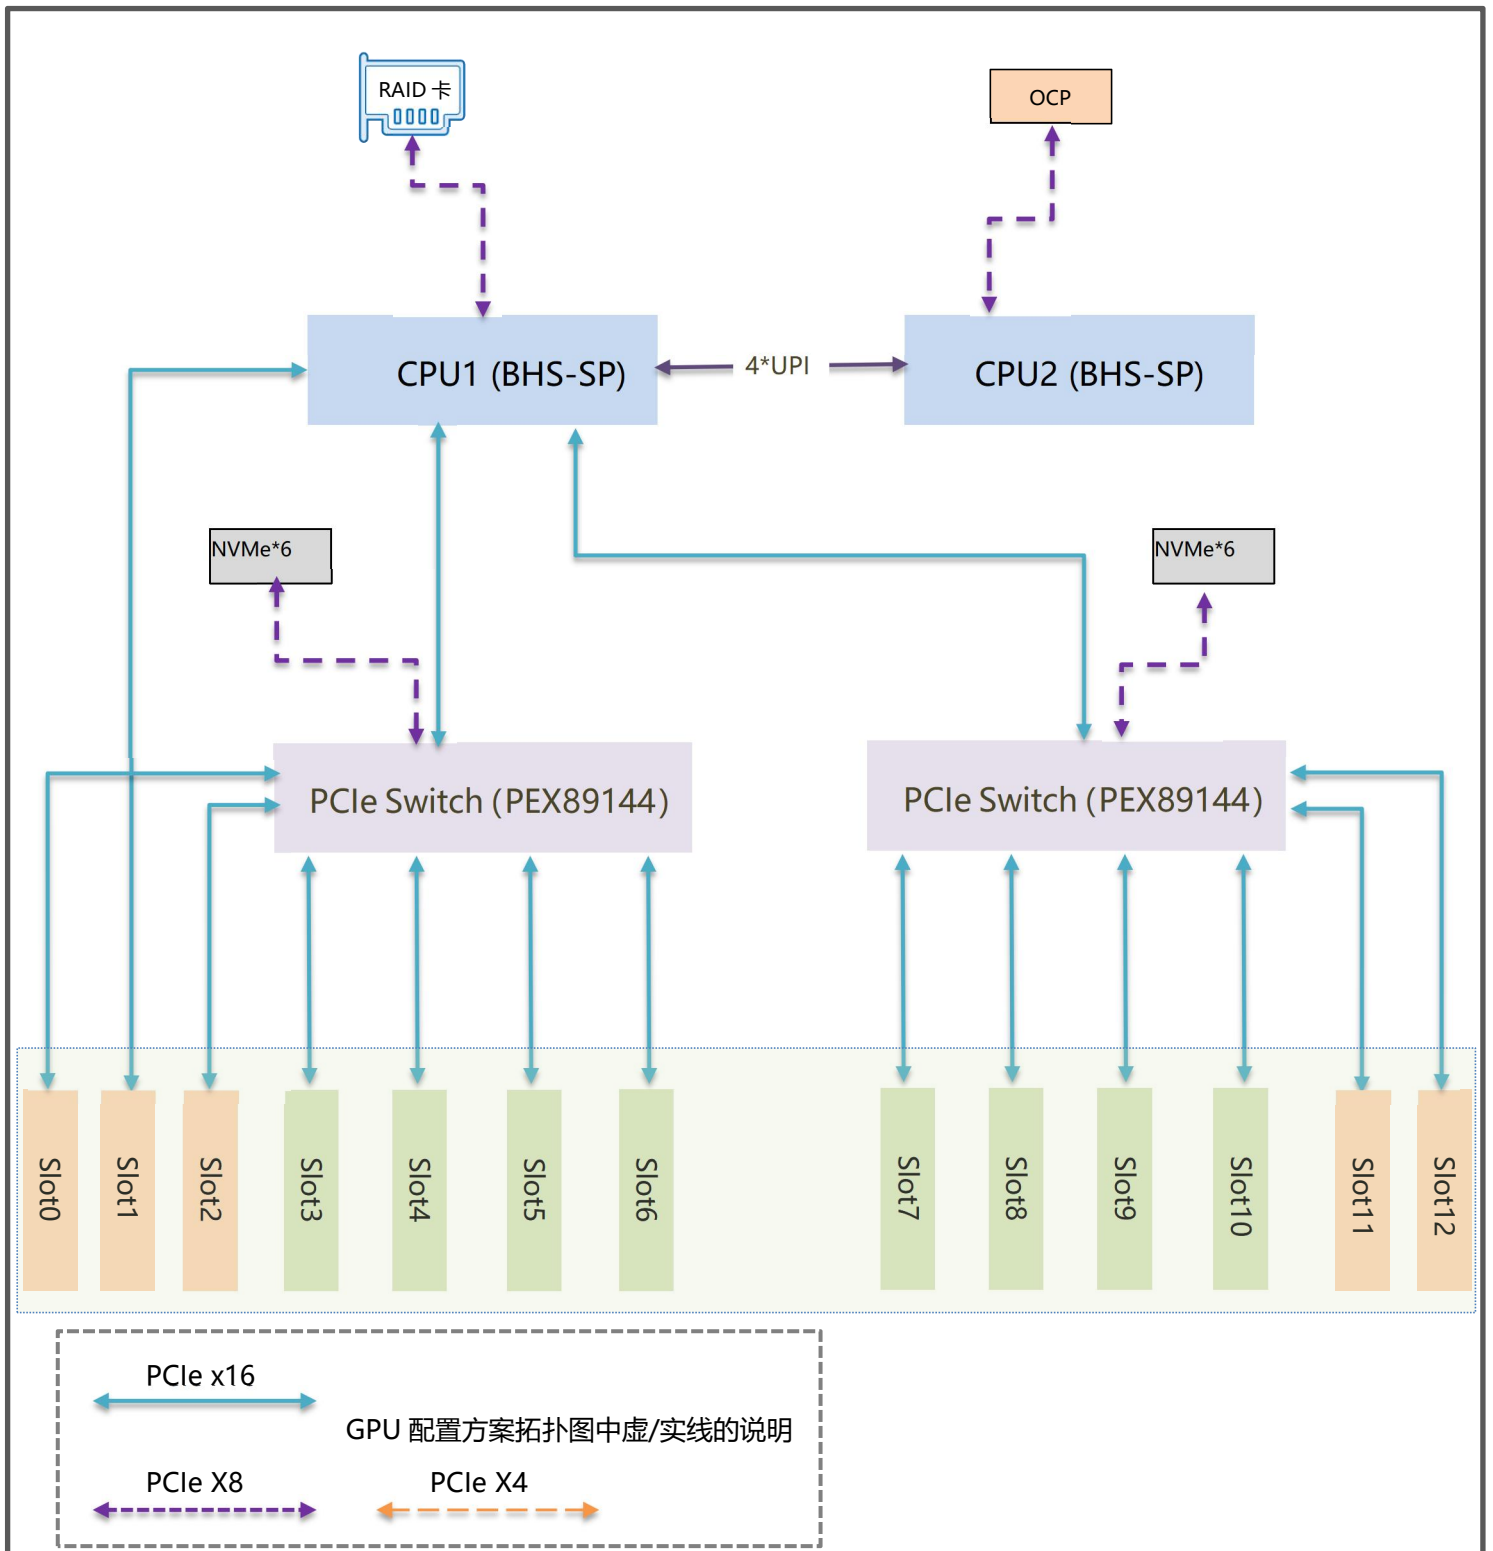 RAID 卡
OCP
CPU1 (BHS-SP)
4*UPI
CPU2 (BHS-SP)
NVMe*6
NVMe*6
PCIe Switch (PEX89144)
PCIe Switch (PEX89144)
Slot0
Slot1
Slot2
Slot3
Slot4
Slot5
Slot6
Slot7
Slot8
Slot9
Slot10
Slot11
Slot12
PCIe x16
GPU 配置方案拓扑图中虚/实线的说明
PCIe X8
PCIe X4